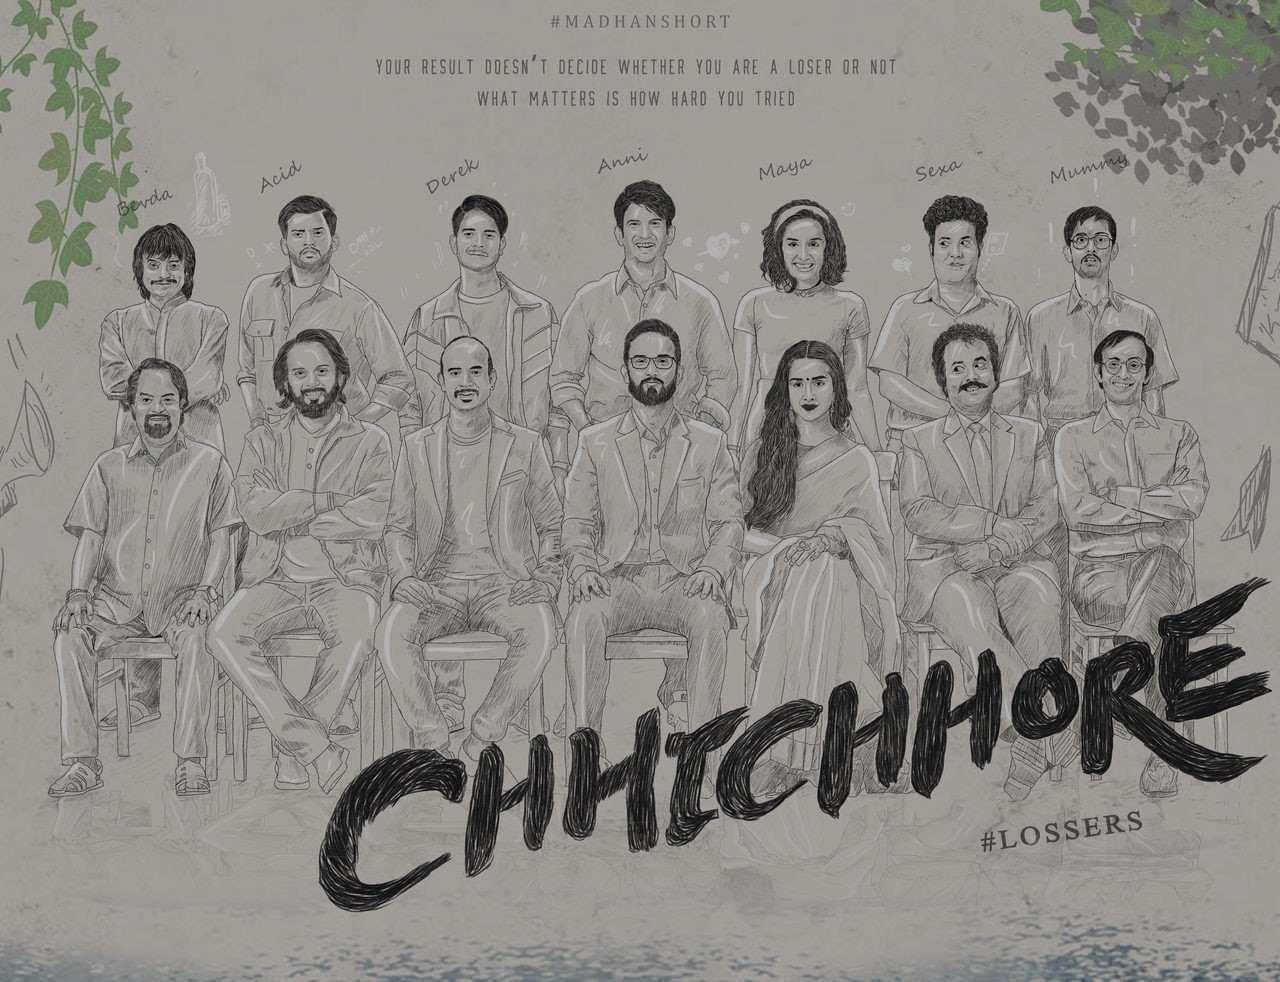 #MADHANSHORT
YOUR RESULT DOESN'T DECIDE WHETHER YOU ARE A LOSER OR NOT
WHAT MATTERS IS HOW HARD YOU TRIED
Bevda Acid Derek Anni Maya Sexa Mummy
CHHICHHORE
#LOSSERS